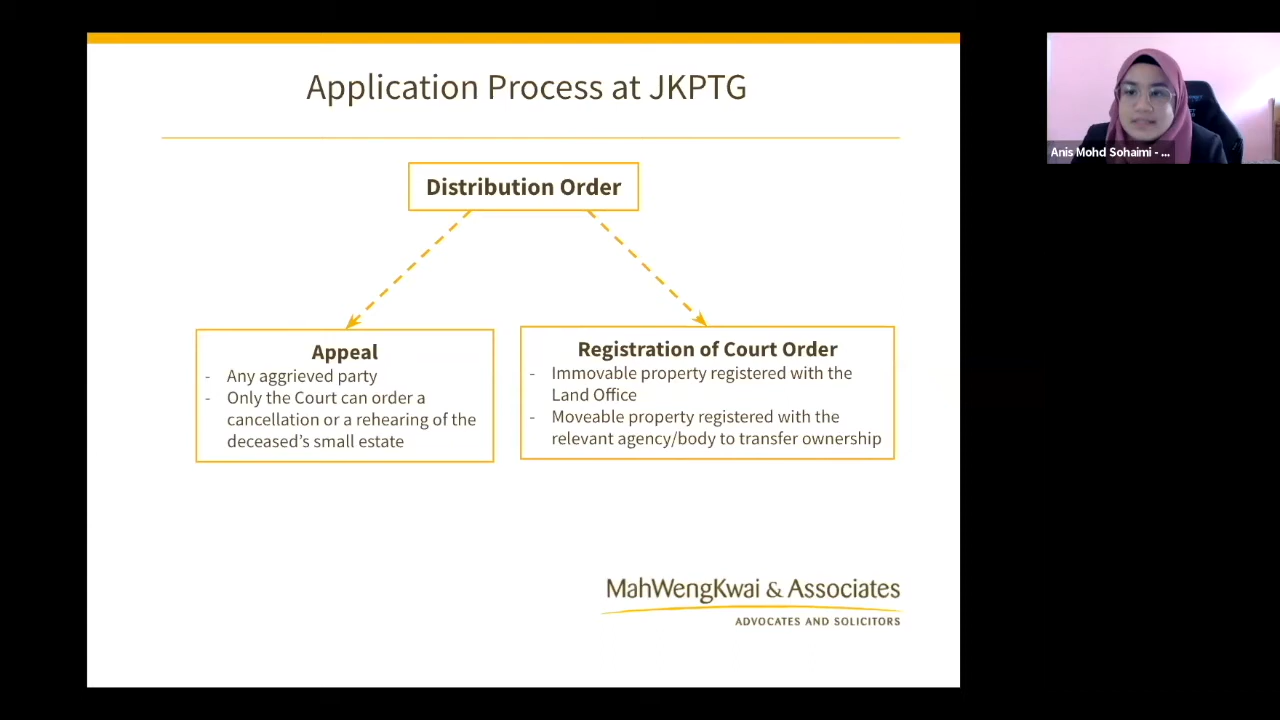 Application Process at JKPTG
Distribution Order
Appeal
- Any aggrieved party
- Only the Court can order a
cancellation or a rehearing of the
deceased's small estate
Registration of Court Order
- Immovable property registered with the
Land Office
- Moveable property registered with the
relevant agency/body to transfer ownership
MahWengKwai & Associates
ADVOCATES AND SOLICITORS
Anis Mohd Sohaimi - ...